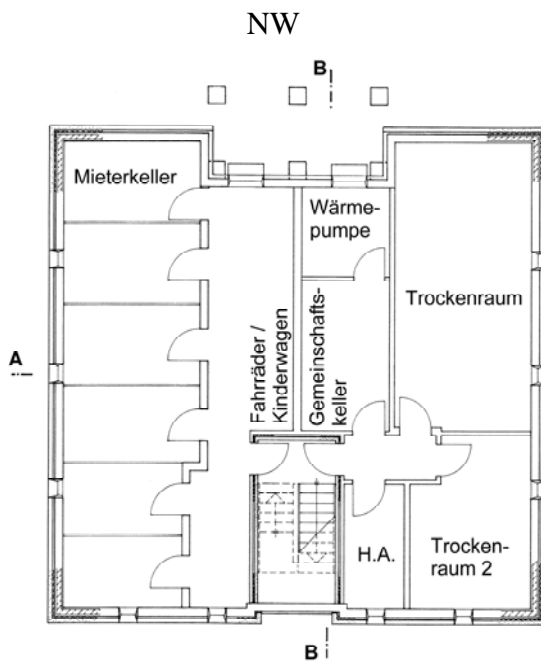 NW
B
Mieterkeller
Wärme-
pumpe
Trockenraum
A
Fahrräder /
Kinderwagen
Gemeinschafts-
keller
H.A.
Trocken-
raum 2
B